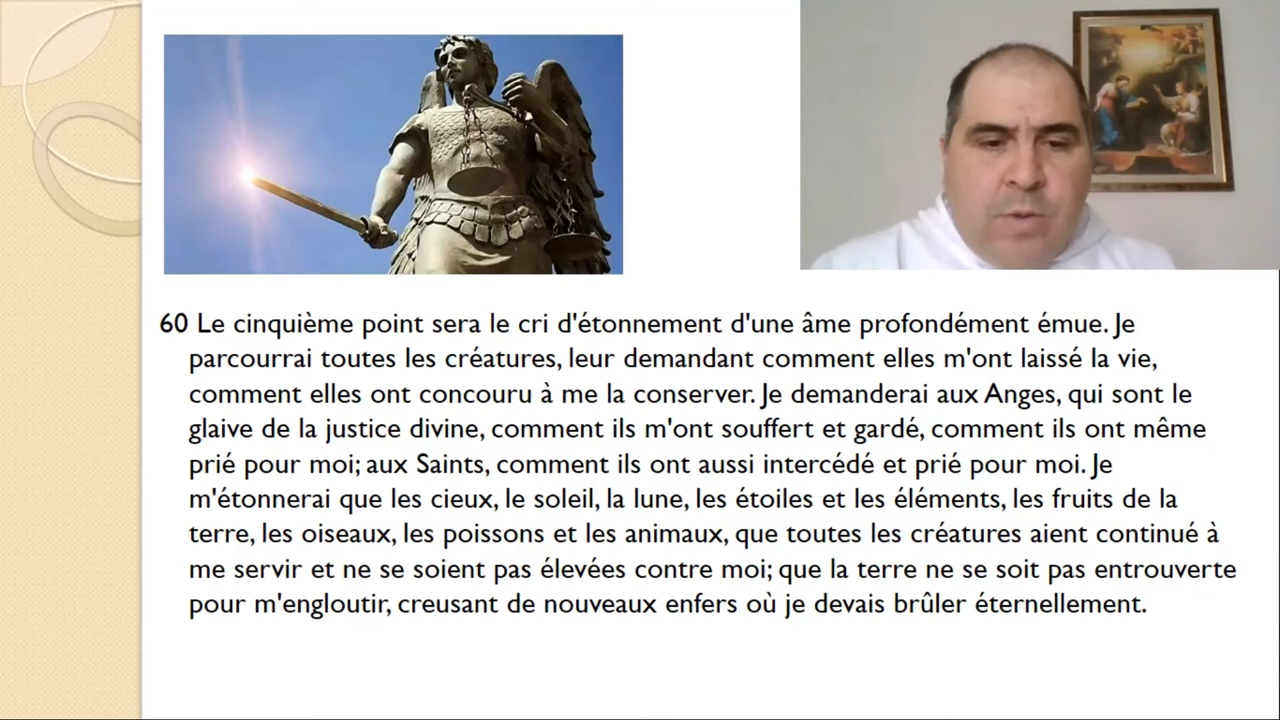 60 Le cinquième point sera le cri d'étonnement d'une âme profondément émue. Je
parcourrai toutes les créatures, leur demandant comment elles m'ont laissé la vie,
comment elles ont concouru à me la conserver. Je demanderai aux Anges, qui sont le
glaive de la justice divine, comment ils m'ont souffert et gardé, comment ils ont même
prié pour moi; aux Saints, comment ils ont aussi intercédé et prié pour moi. Je
m'étonnerai que les cieux, le soleil, la lune, les étoiles et les éléments, les fruits de la
terre, les oiseaux, les poissons et les animaux, que toutes les créatures aient continué à
me servir et ne se soient pas élevées contre moi; que la terre ne se soit pas entrouverte
pour m'engloutir, creusant de nouveaux enfers où je devais brûler éternellement.